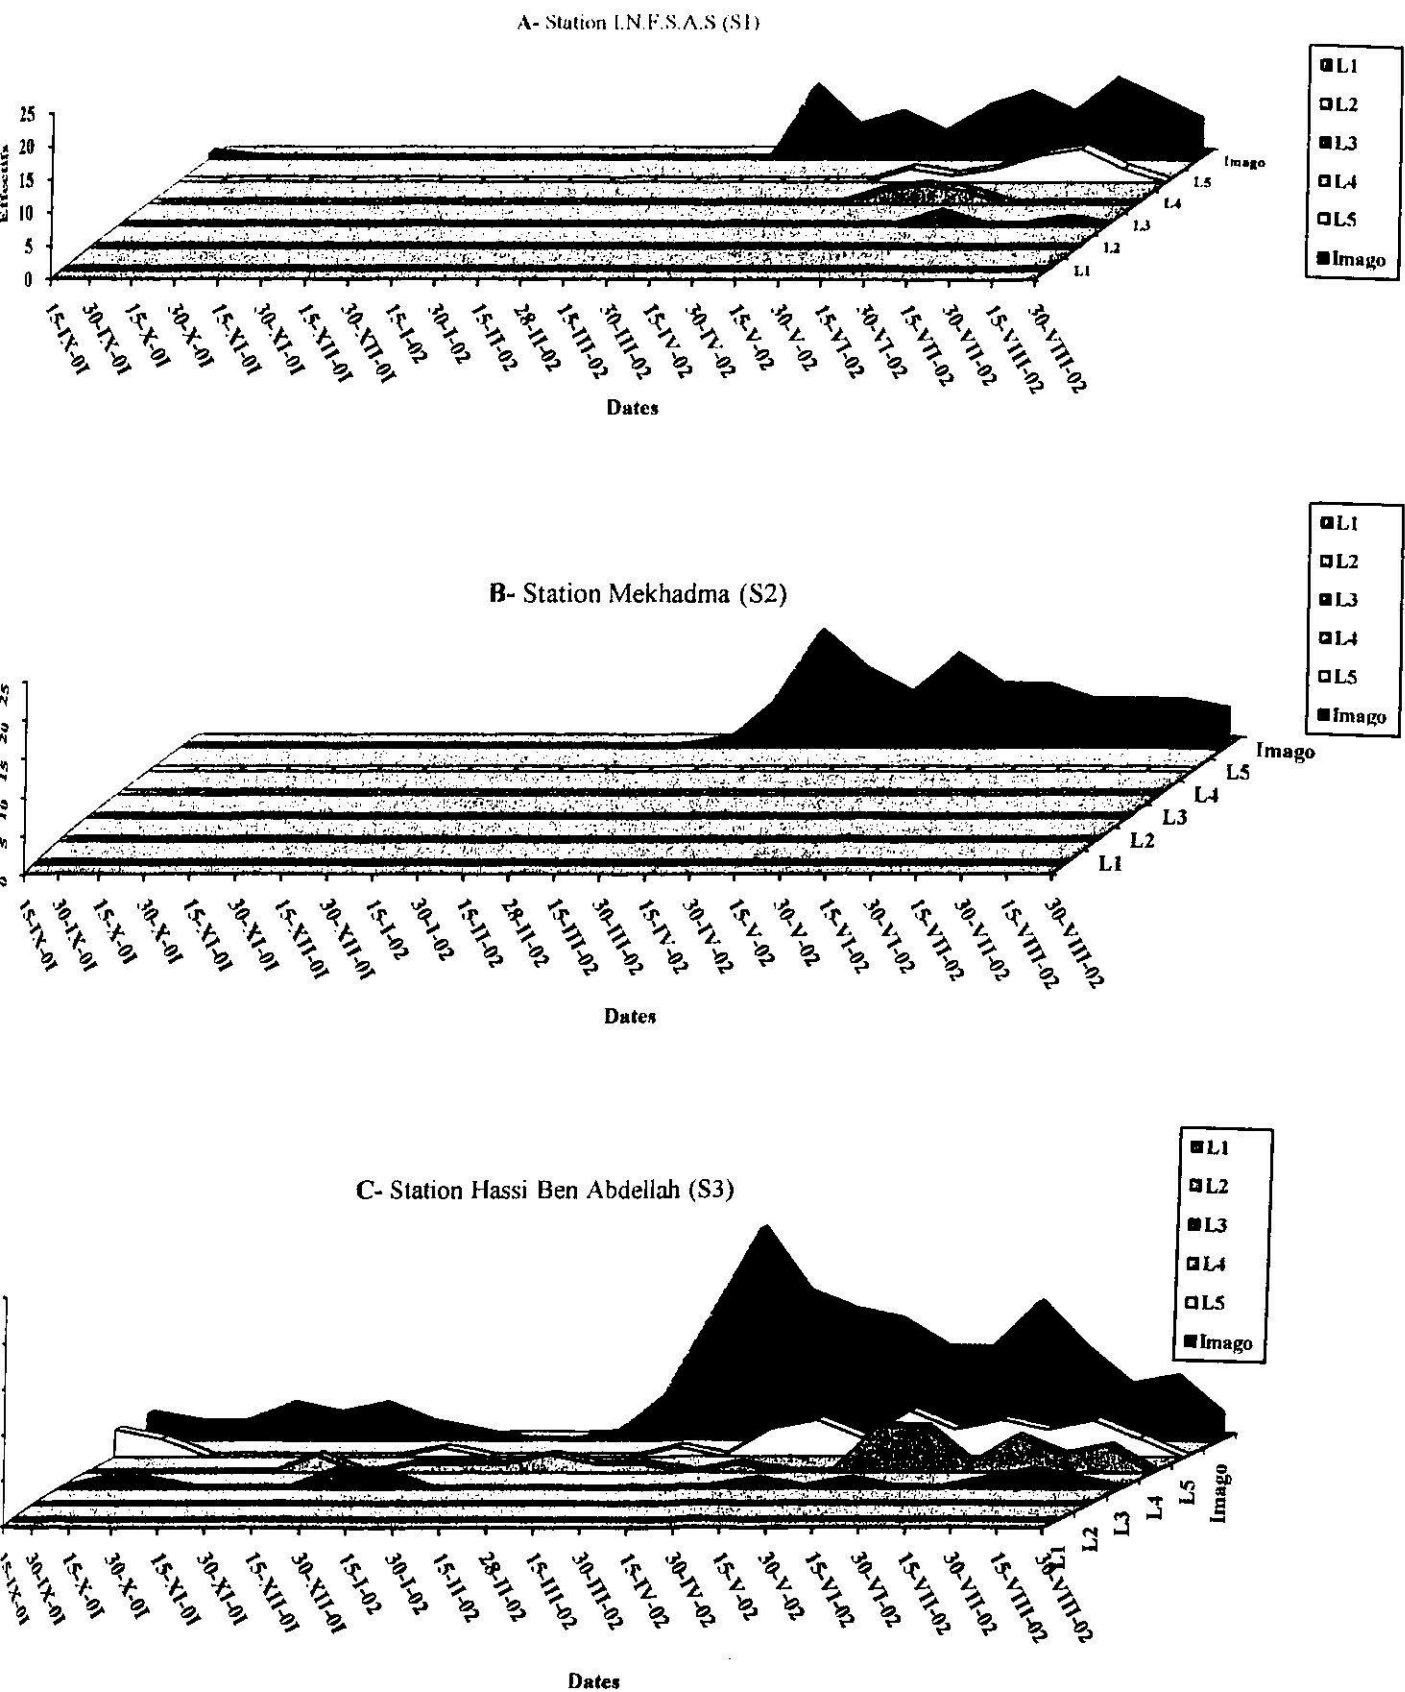 A- Station I.N.F.S.A.S (S1)
L1
L2
L3
L4
L5
Imago
25
20
15
10
5
0
Effectifs
Imago
L5
L4
L3
L2
L1
15-IX-01
30-IX-01
15-X-01
30-X-01
15-XI-01
30-XI-01
15-XII-01
30-XII-01
15-I-02
30-I-02
15-II-02
28-II-02
15-III-02
30-III-02
15-IV-02
30-IV-02
15-V-02
30-V-02
15-VI-02
30-VI-02
15-VII-02
30-VII-02
15-VIII-02
30-VIII-02
Dates
B- Station Mekhadma (S2)
L1
L2
L3
L4
L5
Imago
25
20
15
10
5
0
Imago
L5
L4
L3
L2
L1
15-IX-01
30-IX-01
15-X-01
30-X-01
15-XI-01
30-XI-01
15-XII-01
30-XII-01
15-I-02
30-I-02
15-II-02
28-II-02
15-III-02
30-III-02
15-IV-02
30-IV-02
15-V-02
30-V-02
15-VI-02
30-VI-02
15-VII-02
30-VII-02
15-VIII-02
30-VIII-02
Dates
C- Station Hassi Ben Abdellah (S3)
L1
L2
L3
L4
L5
Imago
Imago
L5
L4
L3
L2
L1
15-IX-01
30-IX-01
15-X-01
30-X-01
15-XI-01
30-XI-01
15-XII-01
30-XII-01
15-I-02
30-I-02
15-II-02
28-II-02
15-III-02
30-III-02
15-IV-02
30-IV-02
15-V-02
30-V-02
15-VI-02
30-VI-02
15-VII-02
30-VII-02
15-VIII-02
30-VIII-02
Dates